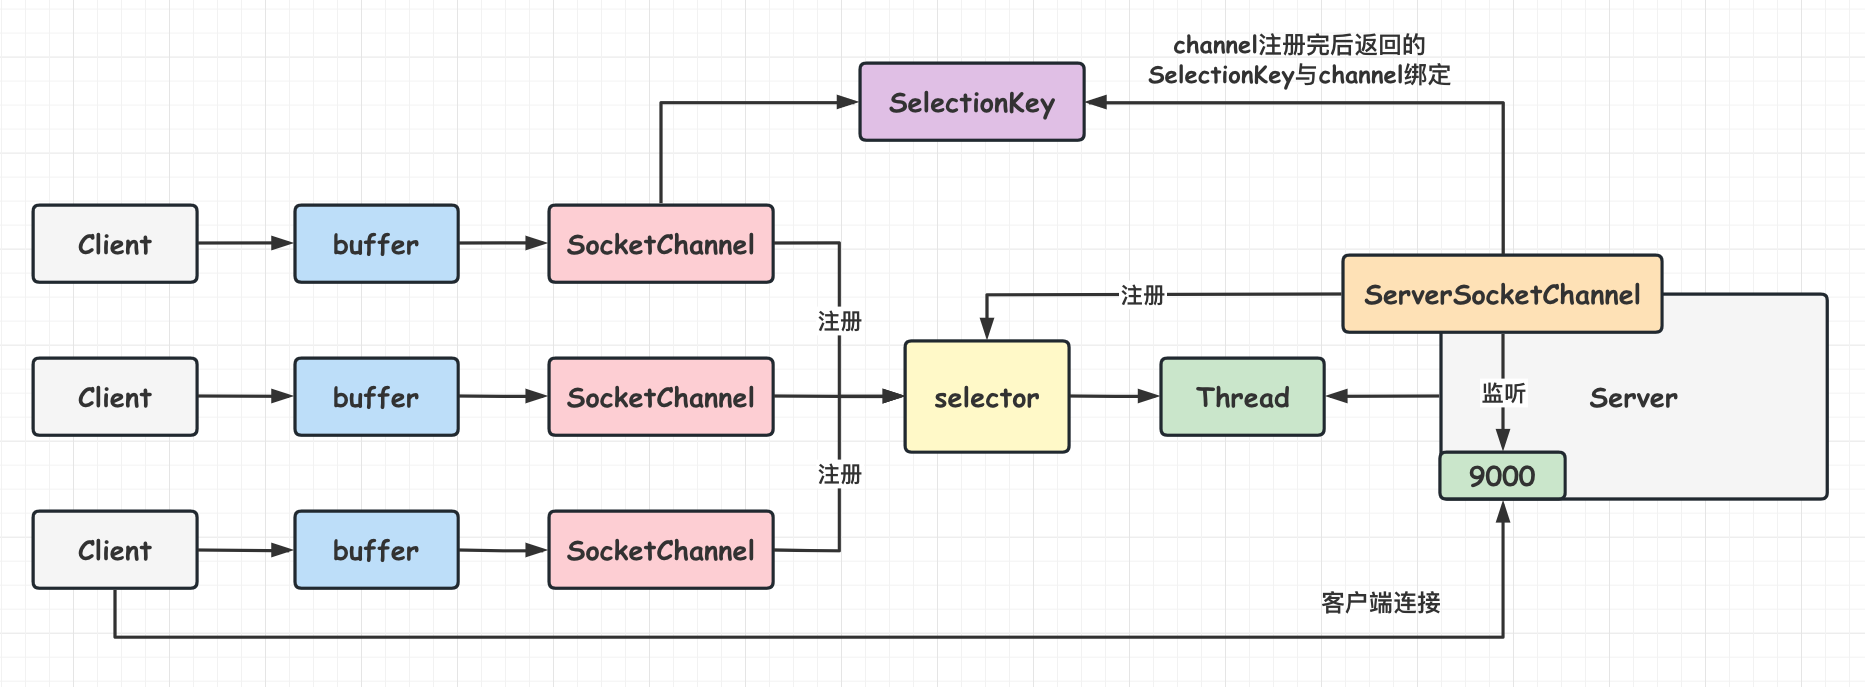 channel注册完后返回的
SelectionKey与channel绑定
SelectionKey
Client
buffer
SocketChannel
注册
ServerSocketChannel
注册
Client
buffer
SocketChannel
selector
Thread
监听
Server
注册
9000
Client
buffer
SocketChannel
客户端连接